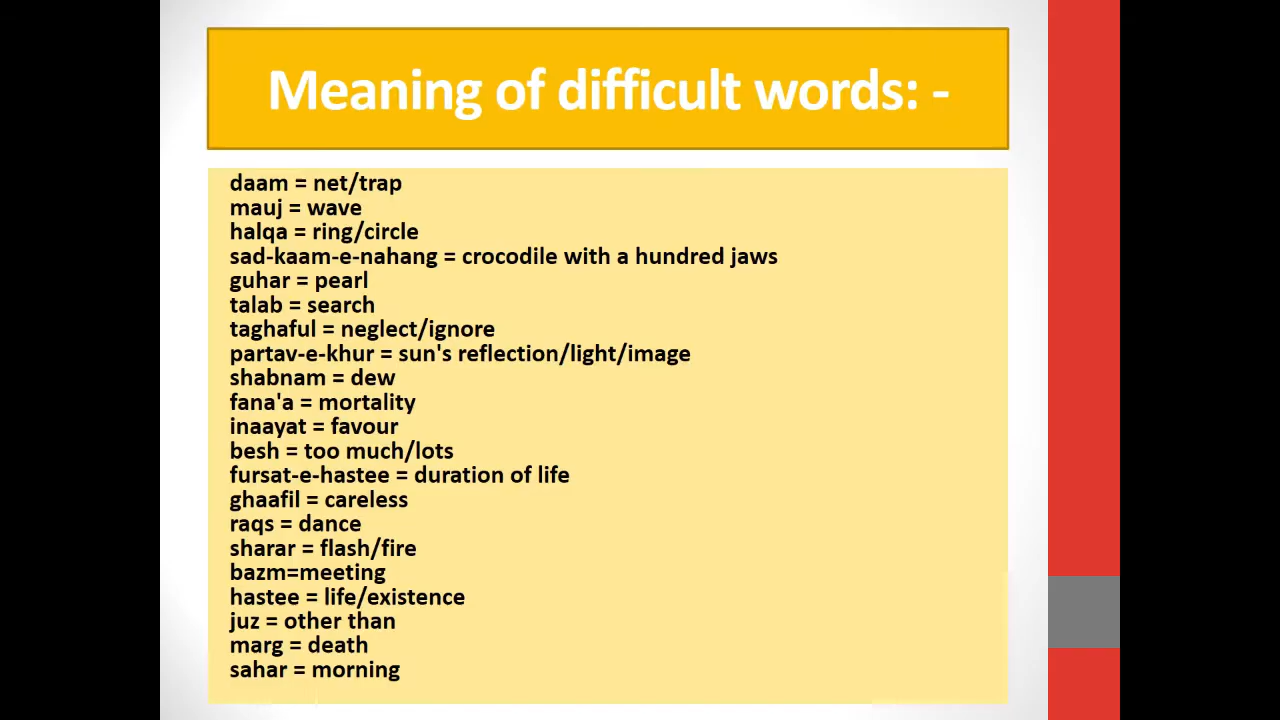 Meaning of difficult words: -
daam = net/trap
mauj = wave
halqa = ring/circle
sad-kaam-e-nahang = crocodile with a hundred jaws
guhar = pearl
talab = search
taghaful = neglect/ignore
partav-e-khur = sun's reflection/light/image
shabnam = dew
fana'a = mortality
inaayat = favour
besh = too much/lots
fursat-e-hastee = duration of life
ghaafil = careless
raqs = dance
sharar = flash/fire
bazm=meeting
hastee = life/existence
juz = other than
marg = death
sahar = morning